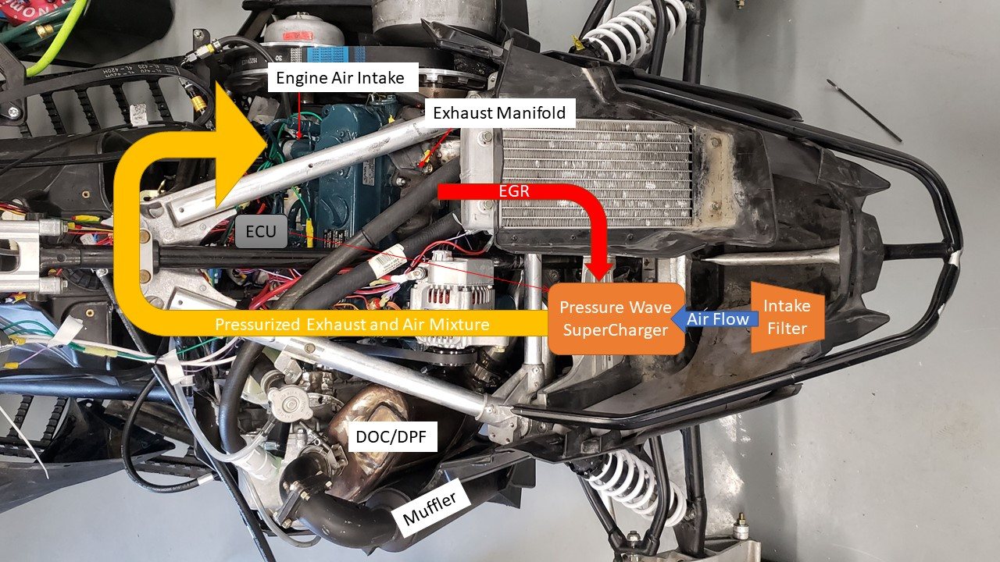 Engine Air Intake
Exhaust Manifold
EGR
ECU
Pressure Wave
SuperCharger
Air Flow
Intake
Filter
Pressurized Exhaust and Air Mixture
DOC/DPF
Muffler